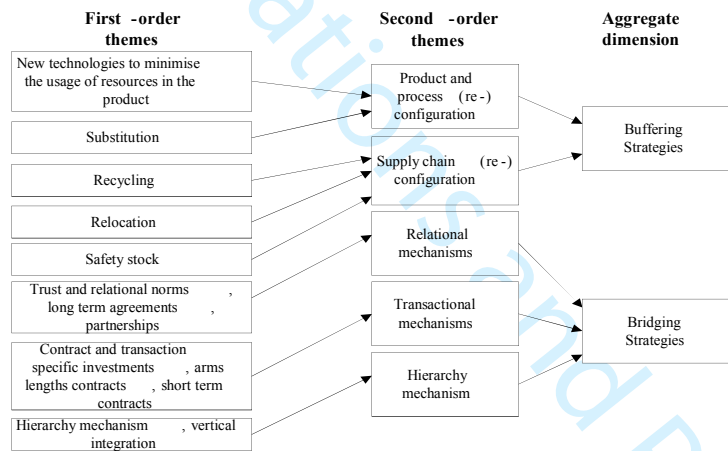 First -order themes
Second -order themes
Aggregate dimension
New technologies to minimise
the usage of resources in the
product
Substitution
Recycling
Relocation
Safety stock
Trust and relational norms ,
long term agreements ,
partnerships
Contract and transaction
specific investments , arms
lengths contracts , short term
contracts
Hierarchy mechanism , vertical
integration
Product and
process (re-)
configuration
Supply chain (re-)
configuration
Relational
mechanisms
Transactional
mechanisms
Hierarchy
mechanism
Buffering
Strategies
Bridging
Strategies
ations and